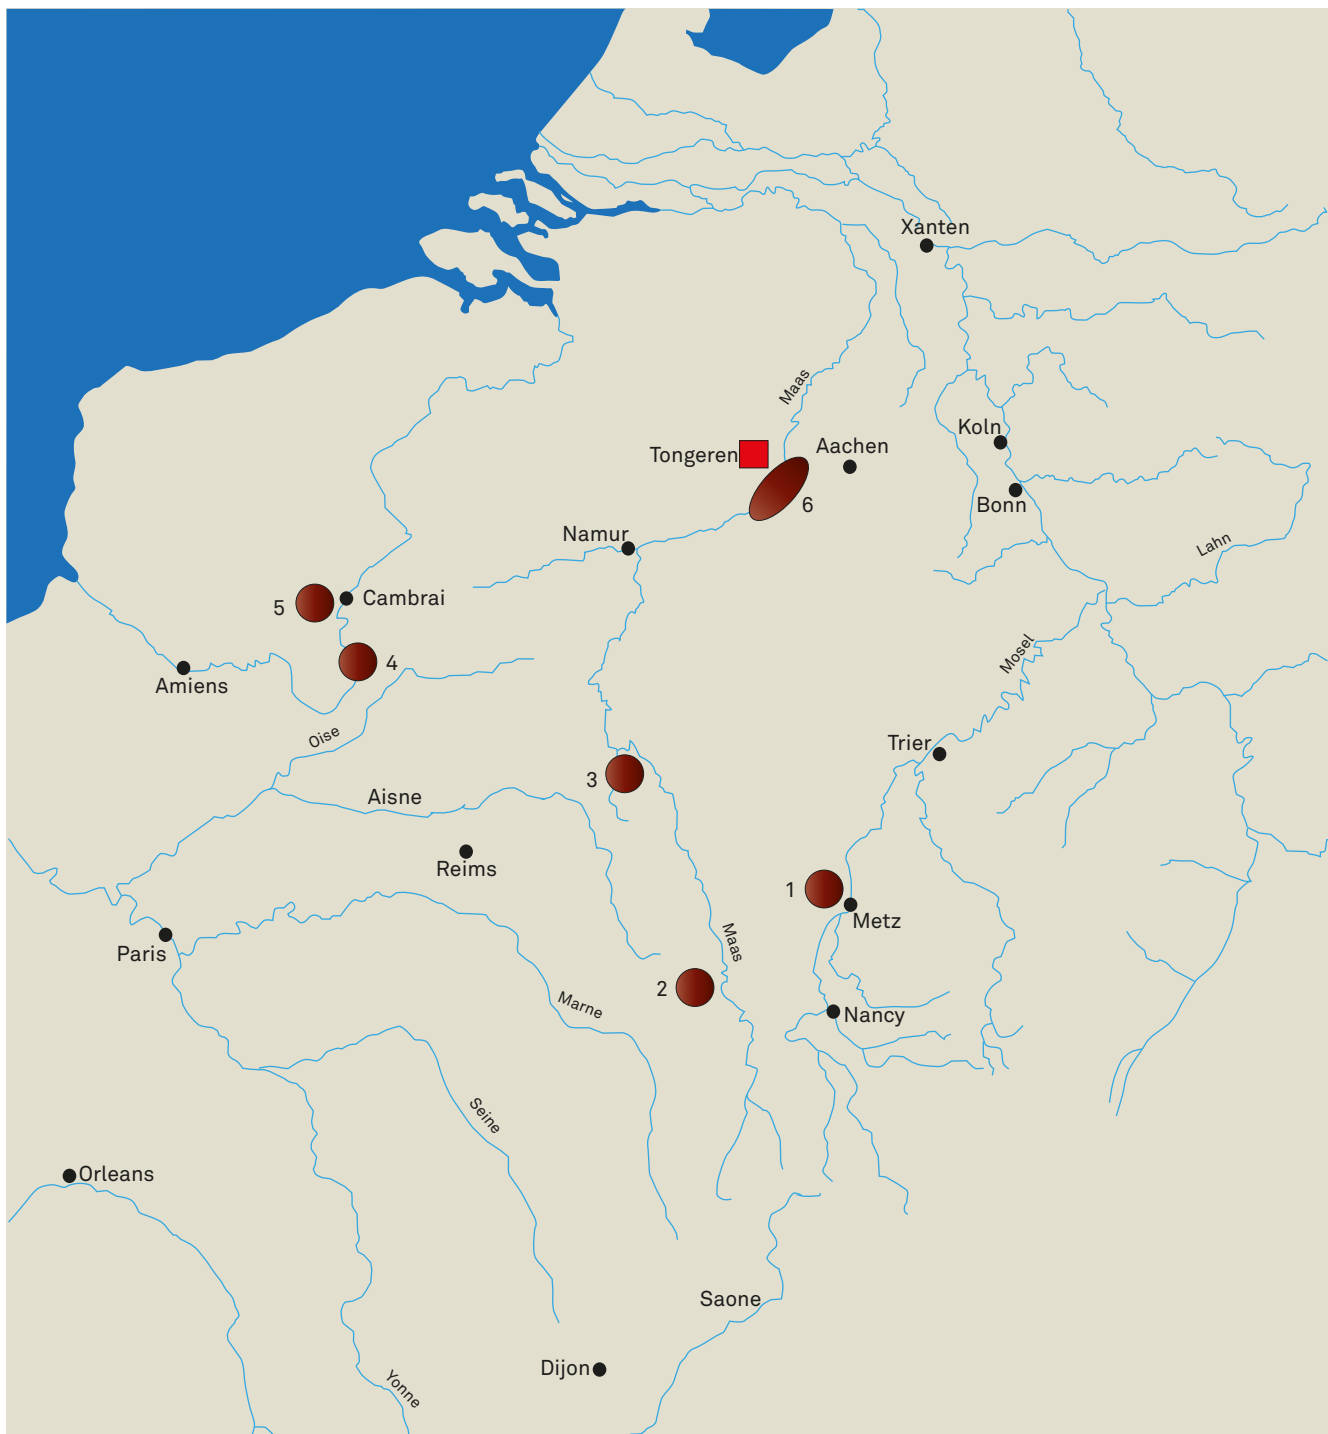 Xanten
Maas
Koln
Tongeren
Aachen
6
Bonn
Namur
Lahn
5
Cambrai
4
Mosel
Amiens
Oise
Trier
3
Aisne
Reims
1
Metz
Paris
Maas
2
Marne
Nancy
Seine
Orleans
Saone
Dijon
Yonne